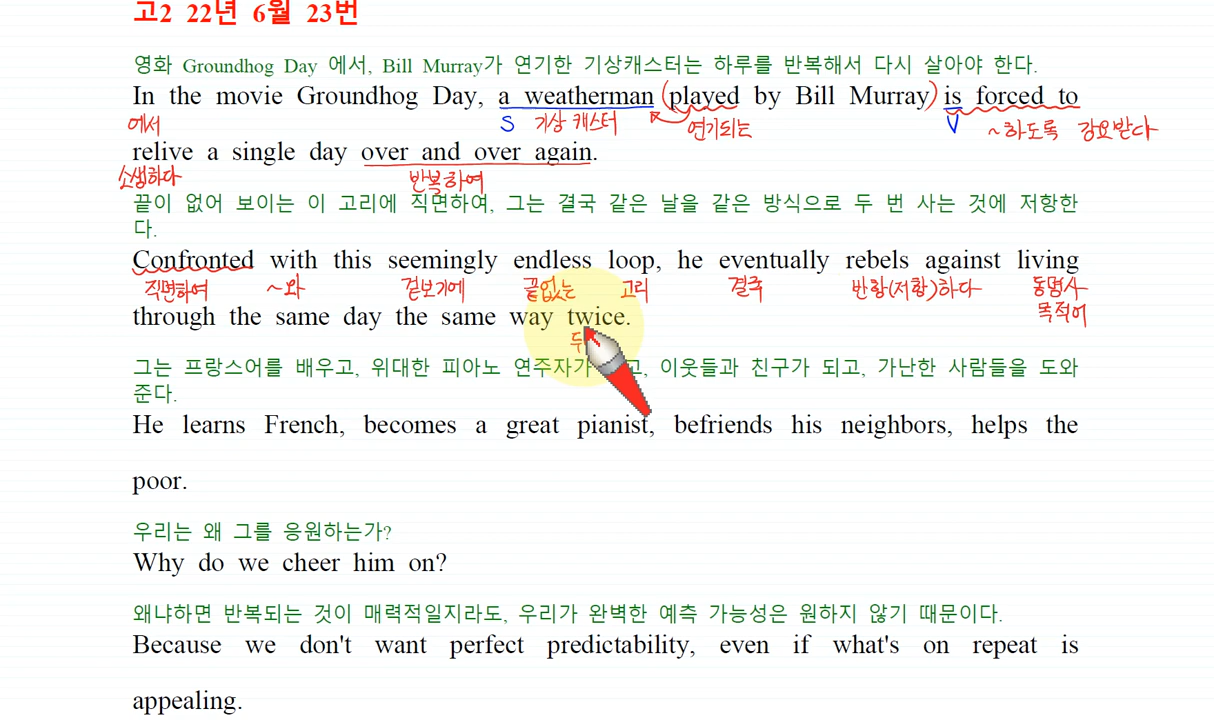 고2 22년 6월 23번
영화 Groundhog Day 에서, Bill Murray가 연기한 기상캐스터는 하루를 반복해서 다시 살아야 한다.
In the movie Groundhog Day, a weatherman (played by Bill Murray) is forced to
에서 S 기상 캐스터 연기되는 V ~하도록 강요받다
relive a single day over and over again.
소생하다 반복하여
끝이 없어 보이는 이 고리에 직면하여, 그는 결국 같은 날을 같은 방식으로 두 번 사는 것에 저항한
다.
Confronted with this seemingly endless loop, he eventually rebels against living
직면하여 ~와 겉보기에 끝없는 고리 결국 반항(저항)하다 동명사
목적어
through the same day the same way twice.
두
그는 프랑스어를 배우고, 위대한 피아노 연주자가 고, 이웃들과 친구가 되고, 가난한 사람들을 도와
준다.
He learns French, becomes a great pianist, befriends his neighbors, helps the
poor.
우리는 왜 그를 응원하는가?
Why do we cheer him on?
왜냐하면 반복되는 것이 매력적일지라도, 우리가 완벽한 예측 가능성은 원하지 않기 때문이다.
Because we don't want perfect predictability, even if what's on repeat is
appealing.